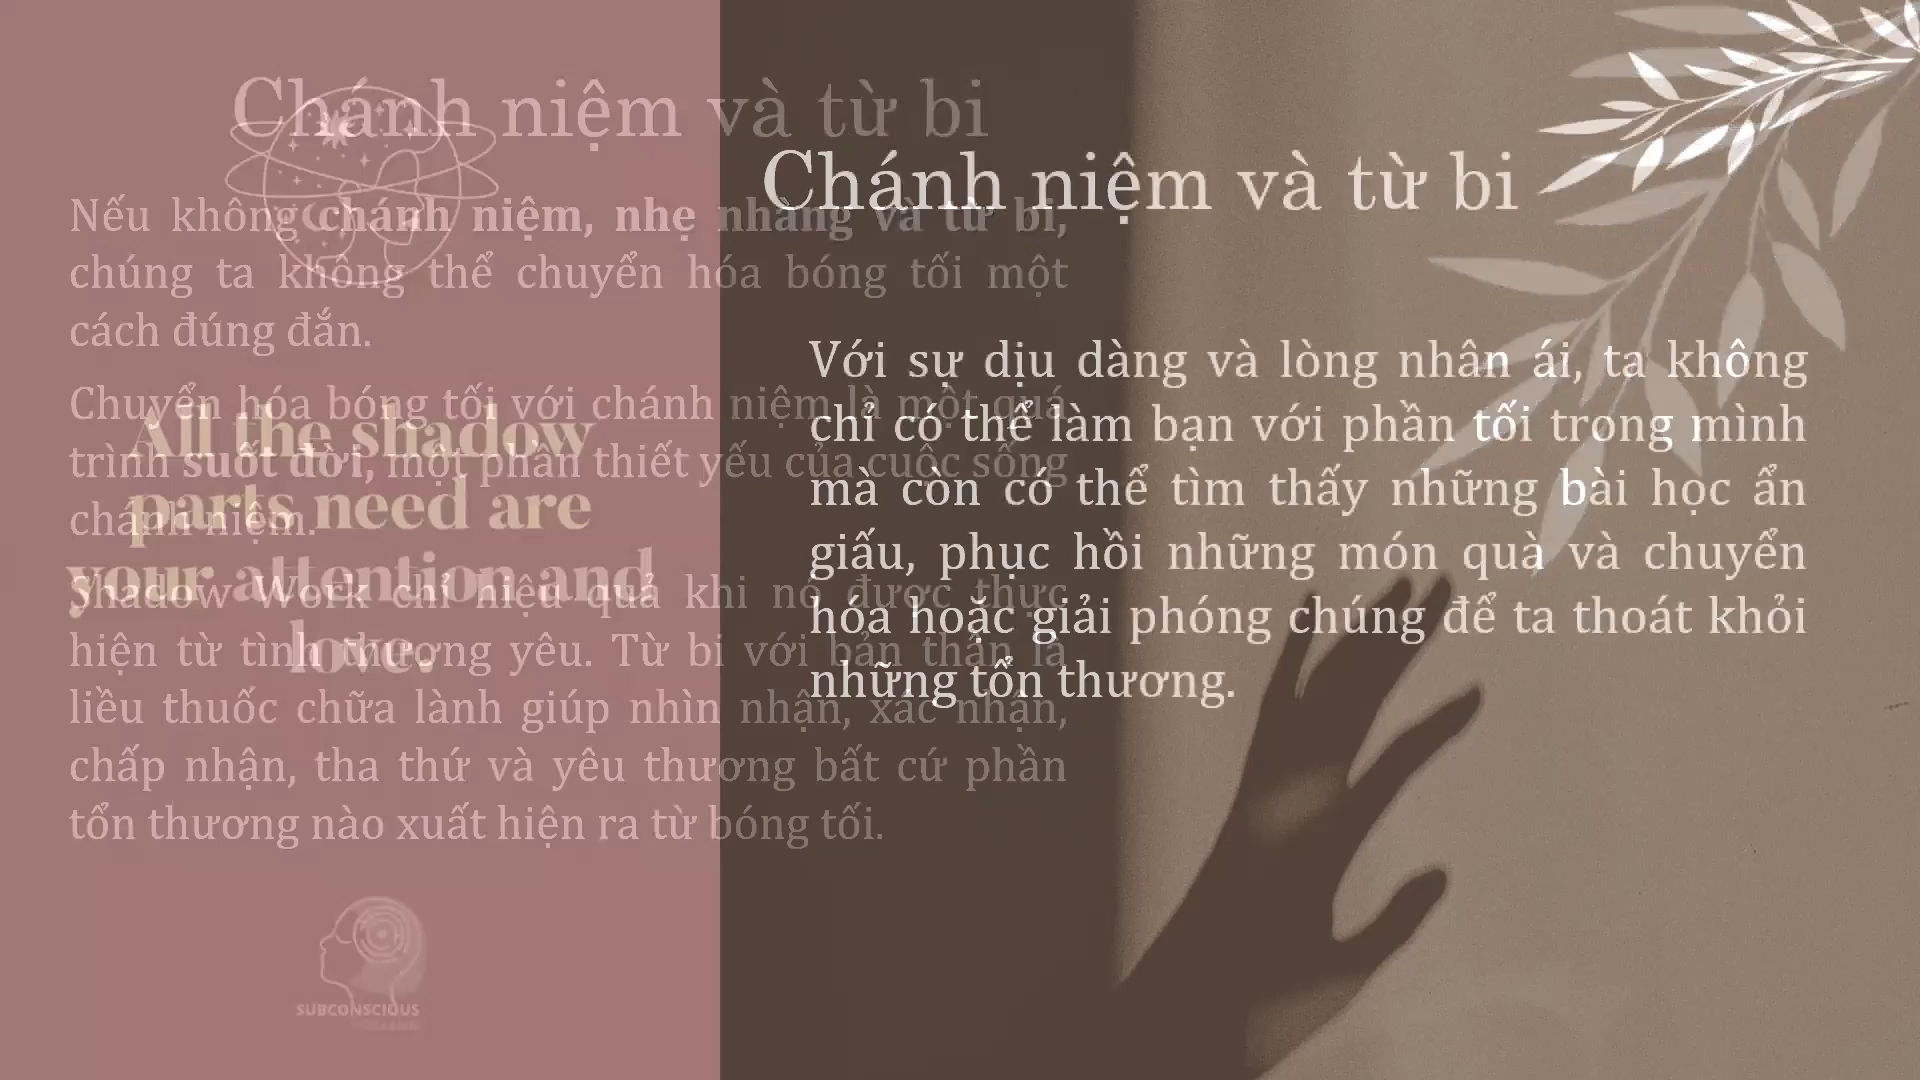 Chánh niệm và từ bi
Nếu không chánh niệm, nhẹ nhàng và từ bi,
chúng ta không thể chuyển hóa bóng tối một
cách đúng đắn.
Chuyển hóa bóng tối với chánh niệm là một quá
trình suốt đời, một phần thiết yếu của cuộc sống
chánh niệm.
Shadow Work chỉ hiệu quả khi nó được thực
hiện từ tình thương yêu. Từ bi với bản thân là
liều thuốc chữa lành giúp nhìn nhận, xác nhận,
chấp nhận, tha thứ và yêu thương bất cứ phần
tổn thương nào xuất hiện ra từ bóng tối.
All the shadow
parts need are
your attention and
love.
SUBCONSCIOUS
Chánh niệm và từ bi
Với sự dịu dàng và lòng nhân ái, ta không
chỉ có thể làm bạn với phần tối trong mình
mà còn có thể tìm thấy những bài học ẩn
giấu, phục hồi những món quà và chuyển
hóa hoặc giải phóng chúng để ta thoát khỏi
những tổn thương.